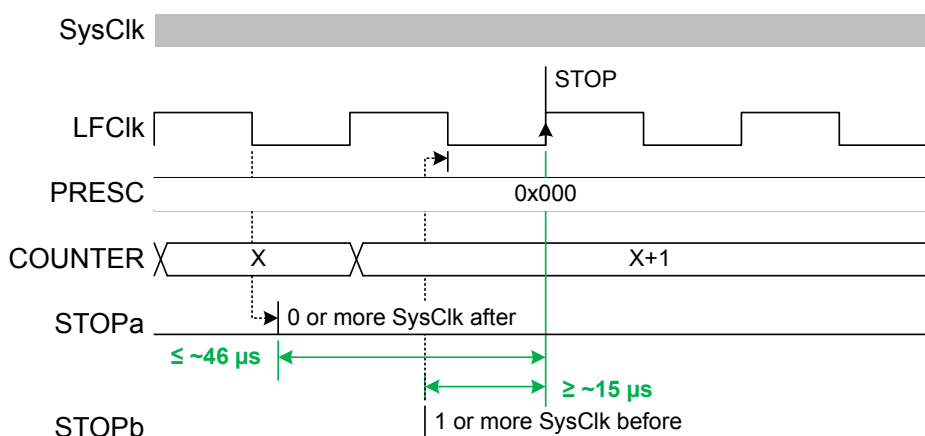 SysClk
STOP
LFClk
PRESC
0x000
COUNTER
X
X+1
STOPa
0 or more SysClk after
≤ ~46 µs
≥ ~15 µs
STOPb
1 or more SysClk before